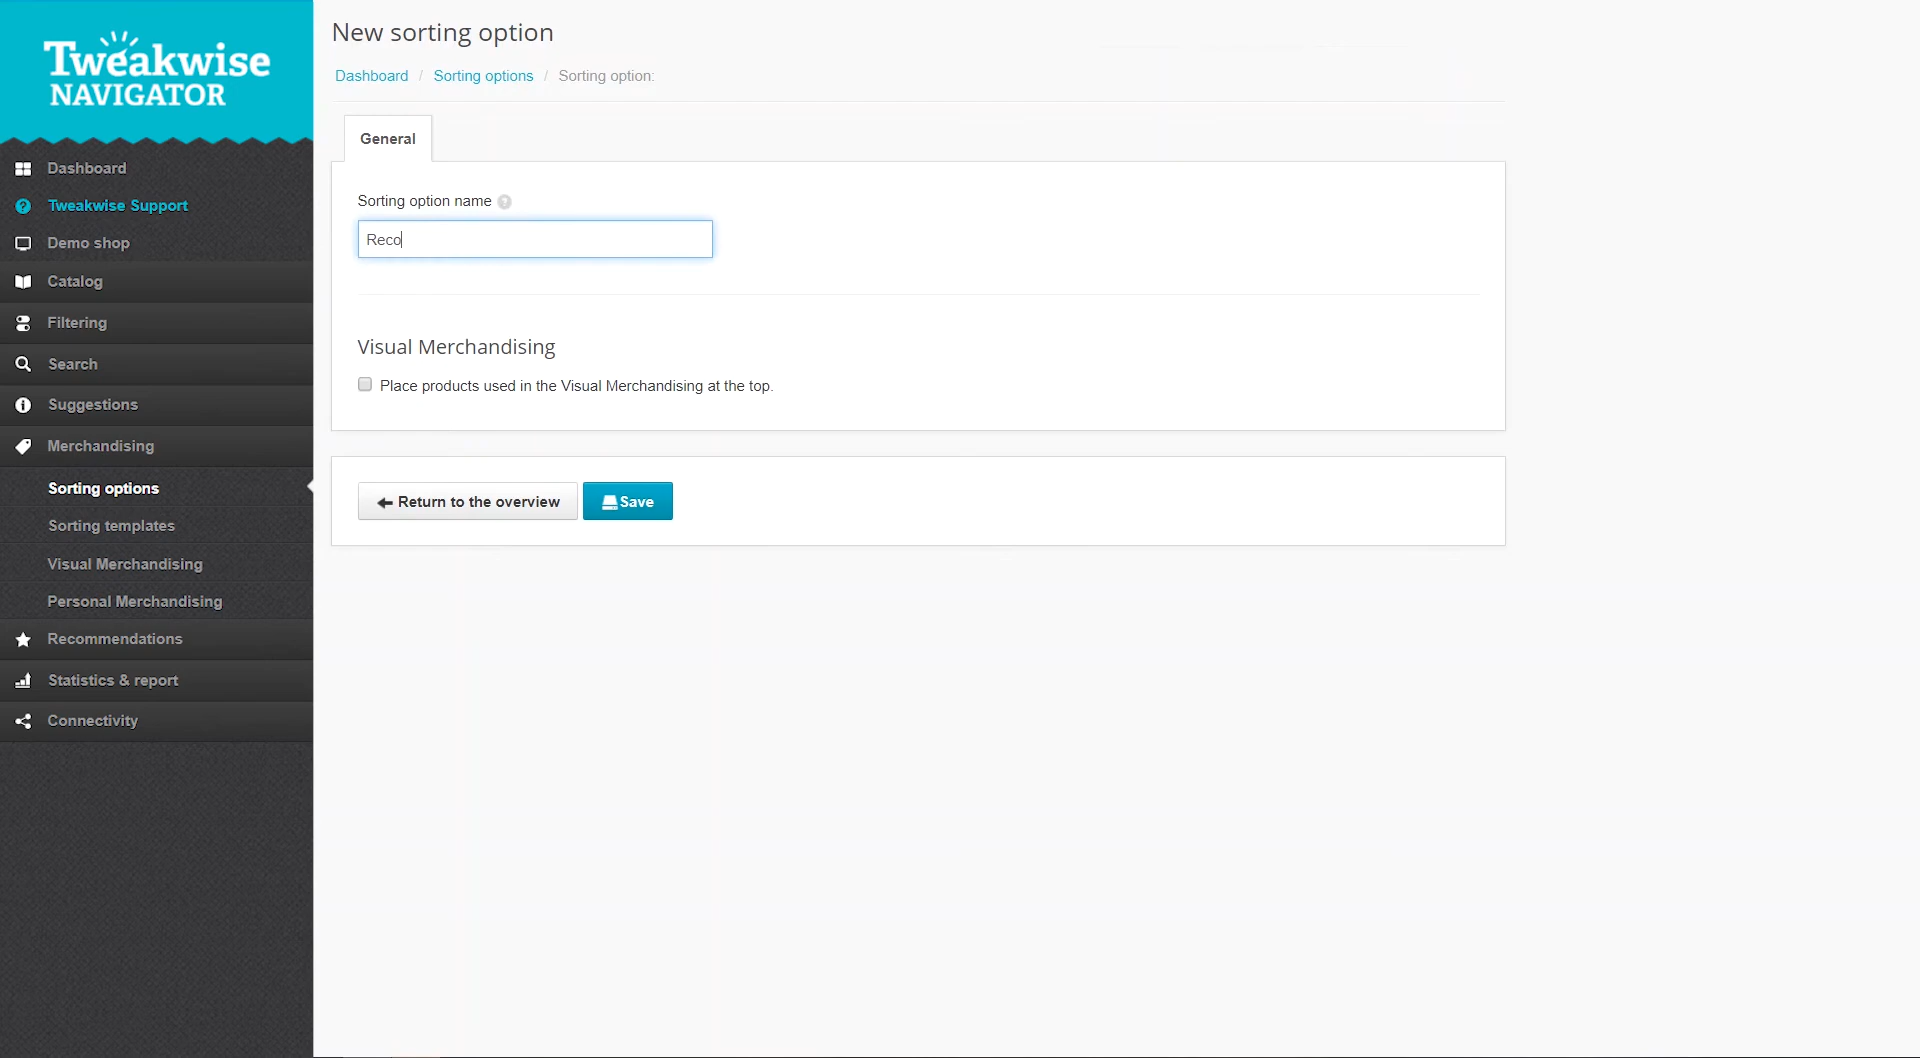 Tweakwise
NAVIGATOR
Dashboard
Tweakwise Support
Demo shop
Catalog
Filtering
Search
Suggestions
Merchandising
Sorting options
Sorting templates
Visual Merchandising
Personal Merchandising
Recommendations
Statistics & report
Connectivity
New sorting option
Dashboard / Sorting options / Sorting option:
General
Sorting option name ?
Reco
Visual Merchandising
Place products used in the Visual Merchandising at the top.
Return to the overview Save